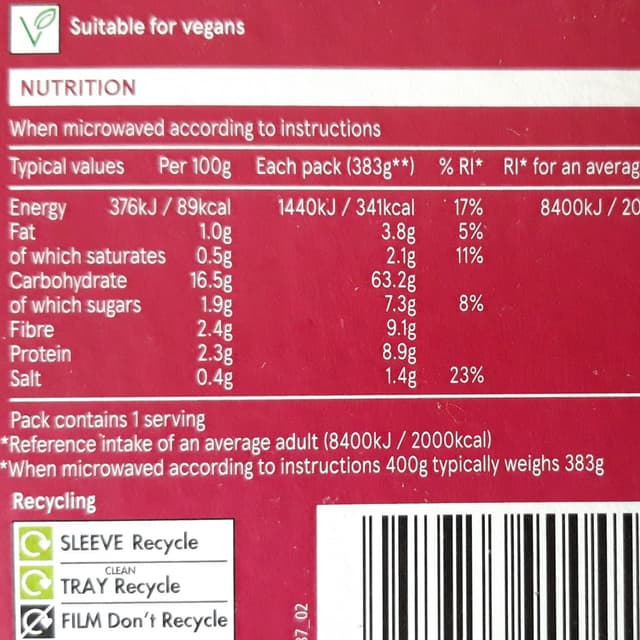 Suitable for vegans
NUTRITION
When microwaved according to instructions
Typical values Per 100g Each pack (383g**) % RI* RI* for an averag
Energy 376kJ / 89kcal 1440kJ / 341kcal 17% 8400kJ / 20
Fat 1.0g 3.8g 5%
of which saturates 0.5g 2.1g 11%
Carbohydrate 16.5g 63.2g
of which sugars 1.9g 7.3g 8%
Fibre 2.4g 9.1g
Protein 2.3g 8.9g
Salt 0.4g 1.4g 23%
Pack contains 1 serving
*Reference intake of an average adult (8400kJ / 2000kcal)
*When microwaved according to instructions 400g typically weighs 383g
Recycling
SLEEVE Recycle
CLEAN
TRAY Recycle
FILM Don't Recycle
37_02